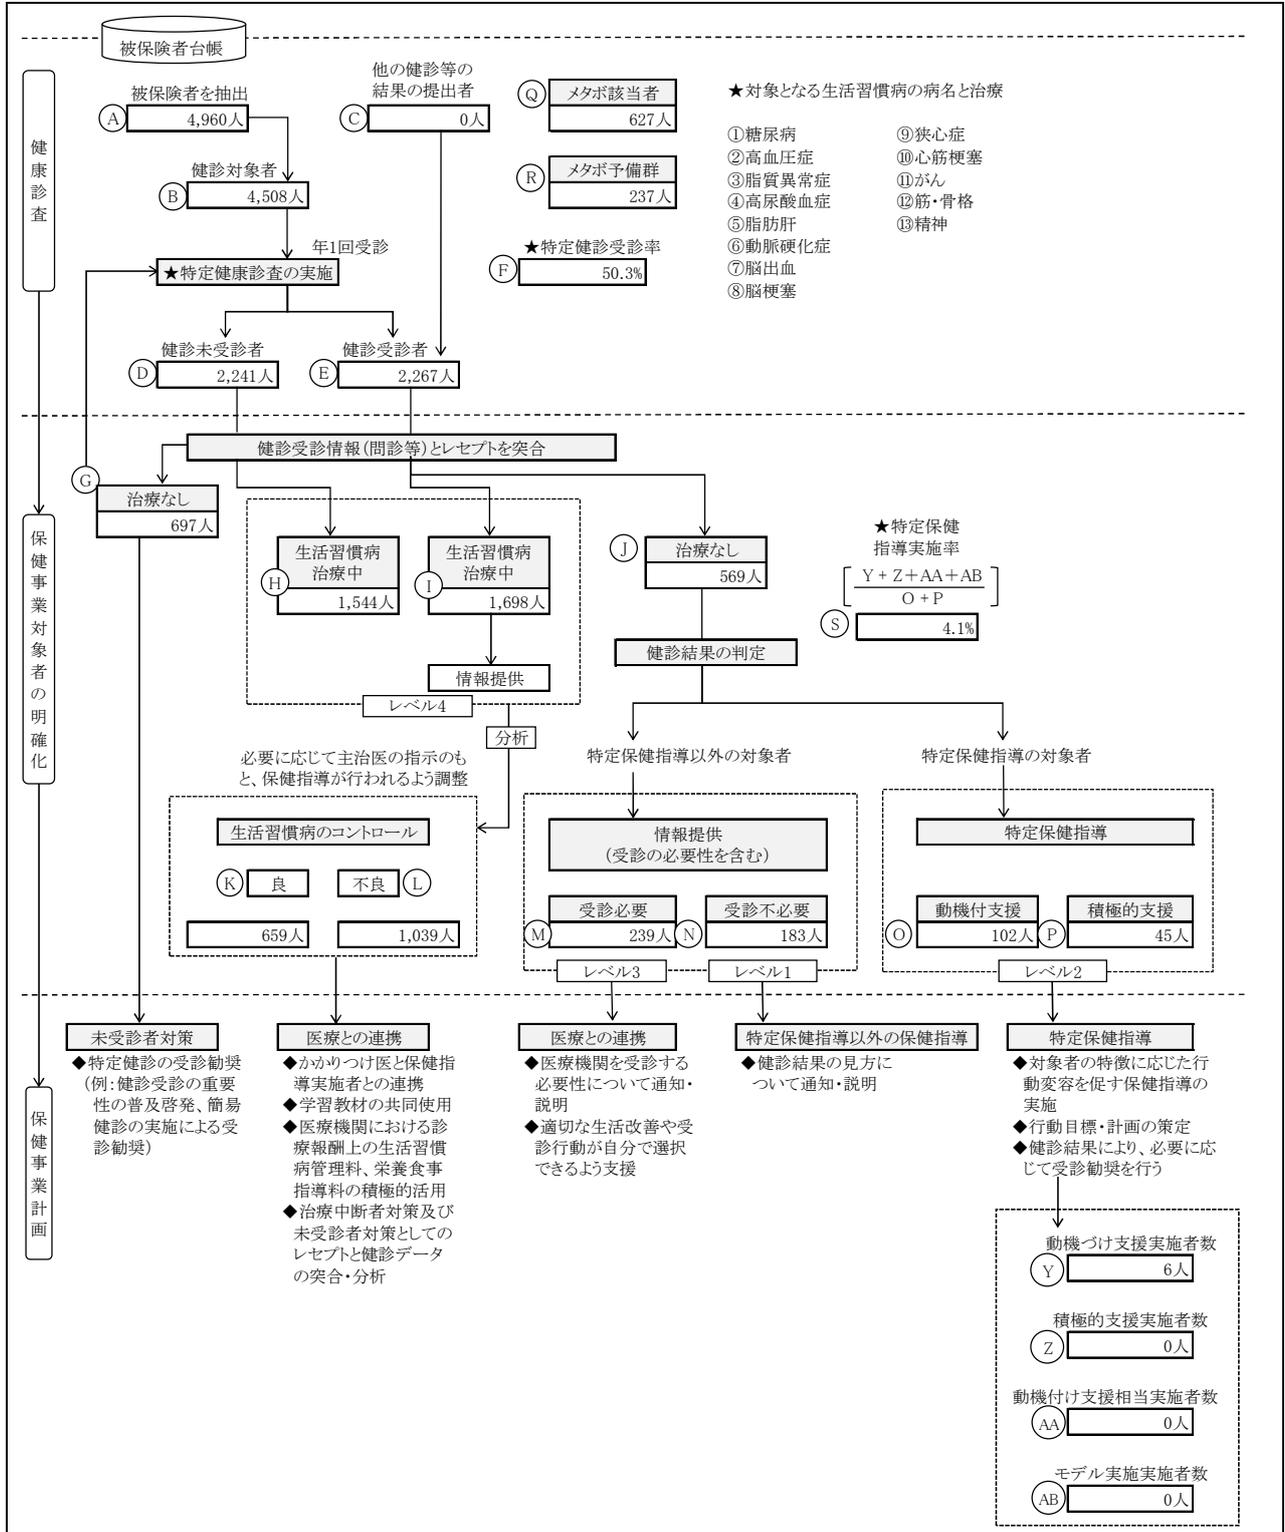 被保険者台帳
健康診査
被保険者を抽出
A
4,960人
他の健診等の
結果の提出者
C
0人
健診対象者
B
4,508人
年1回受診
★特定健康診査の実施
Q
メタボ該当者
627人
R
メタボ予備群
237人
★特定健診受診率
F
50.3%
★対象となる生活習慣病の病名と治療
①糖尿病
②高血圧症
③脂質異常症
④高尿酸血症
⑤脂肪肝
⑥動脈硬化症
⑦脳出血
⑧脳梗塞
⑨狭心症
⑩心筋梗塞
⑪がん
⑫筋・骨格
⑬精神
健診未受診者
D
2,241人
健診受診者
E
2,267人
保健事業対象者の明確化
健診受診情報(問診等)とレセプトを突合
G
治療なし
697人
生活習慣病
治療中
H
1,544人
生活習慣病
治療中
I
1,698人
情報提供
レベル4
分析
J
治療なし
569人
健診結果の判定
★特定保健
指導実施率
Y+Z+AA+AB
O+P
S
4.1%
必要に応じて主治医の指示のも
と、保健指導が行われるよう調整
生活習慣病のコントロール
K
良
不良
L
659人
1,039人
特定保健指導以外の対象者
情報提供
(受診の必要性を含む)
受診必要
M
239人
受診不必要
N
183人
レベル3
レベル1
特定保健指導の対象者
特定保健指導
動機付支援
O
102人
積極的支援
P
45人
レベル2
保健事業計画
未受診者対策
◆特定健診の受診勧奨
(例:健診受診の重要
性の普及啓発、簡易
健診の実施による受
診勧奨)
医療との連携
◆かかりつけ医と保健指
導実施者との連携
◆学習教材の共同使用
◆医療機関における診
療報酬上の生活習慣
病管理料、栄養食事
指導料の積極的活用
◆治療中断者対策及び
未受診者対策としての
レセプトと健診データ
の突合・分析
医療との連携
◆医療機関を受診する
必要性について通知・
説明
◆適切な生活改善や受
診行動が自分で選択
できるよう支援
特定保健指導以外の保健指導
◆健診結果の見方に
ついて通知・説明
特定保健指導
◆対象者の特徴に応じた行
動変容を促す保健指導の
実施
◆行動目標・計画の策定
◆健診結果により、必要に応
じて受診勧奨を行う
動機づけ支援実施者数
Y
6人
積極的支援実施者数
Z
0人
動機付け支援相当実施者数
AA
0人
モデル実施実施者数
AB
0人